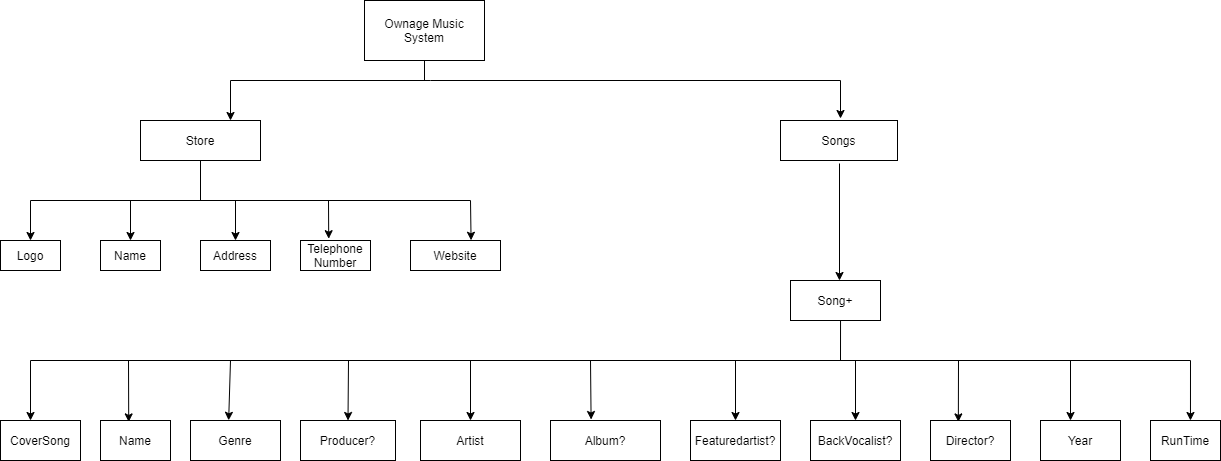 Ownage Music
System
Store
Songs
Logo
Name
Address
Telephone
Number
Website
Song+
CoverSong
Name
Genre
Producer?
Artist
Album?
Featuredartist?
BackVocalist?
Director?
Year
RunTime